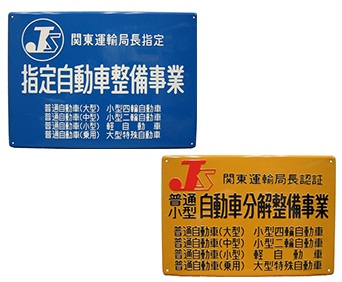 JS 関東運輸局長指定
指定自動車整備事業
普通自動車(大型) 小型四輪自動車
普通自動車(中型) 小型二輪自動車
普通自動車(小型) 軽自動車
普通自動車(乗用) 大型特殊自動車
JS 関東運輸局長認証
普通小型 自動車分解整備事業
普通自動車(大型) 小型四輪自動車
普通自動車(中型) 小型二輪自動車
普通自動車(小型) 軽自動車
普通自動車(乗用) 大型特殊自動車